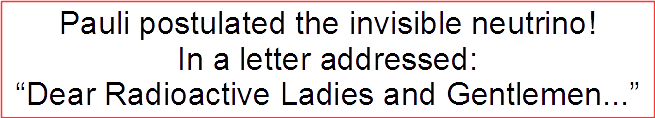 Pauli postulated the invisible neutrino!
In a letter addressed:
“Dear Radioactive Ladies and Gentlemen...”